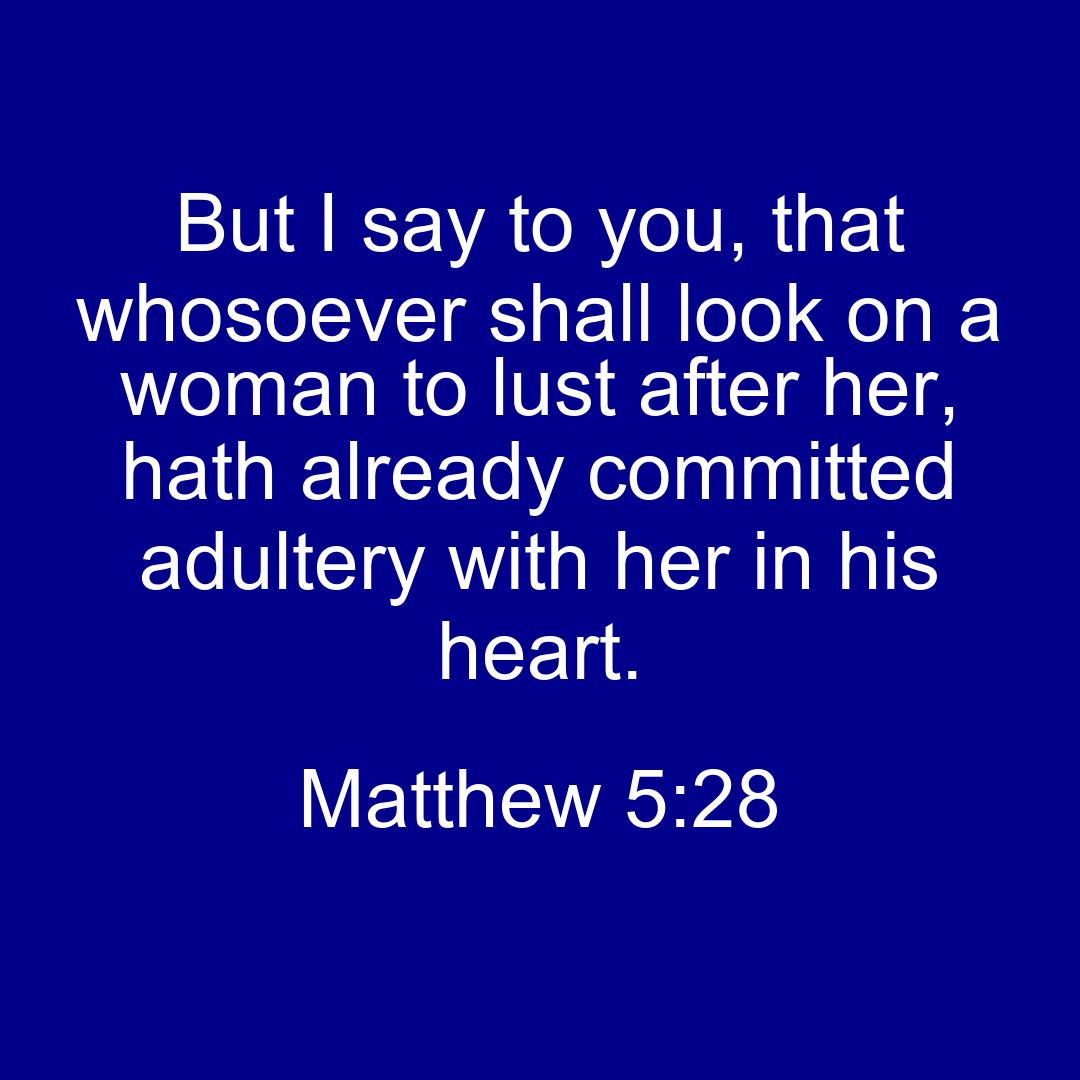 But I say to you, that
whosoever shall look on a
woman to lust after her,
hath already committed
adultery with her in his
heart.
Matthew 5:28